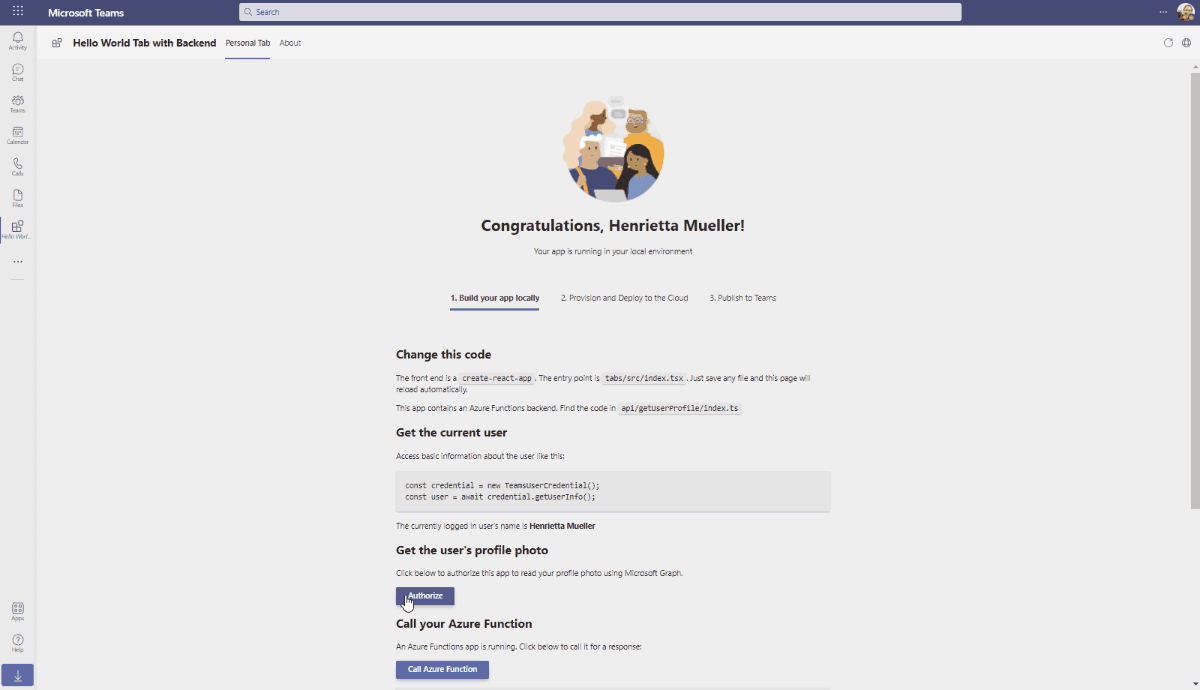 Microsoft Teams
Search
Activity
Chat
Teams
Calendar
Calls
Files
Hello Worl...
Apps
Help
Hello World Tab with Backend
Personal Tab
About
Congratulations, Henrietta Mueller!
Your app is running in your local environment
1. Build your app locally
2. Provision and Deploy to the Cloud
3. Publish to Teams
Change this code
The front end is a create-react-app. The entry point is tabs/src/index.tsx. Just save any file and this page will
reload automatically.
This app contains an Azure Functions backend. Find the code in api/getUserProfile/index.ts
Get the current user
Access basic information about the user like this:
const credential = new TeamsUserCredential();
const user = await credential.getUserInfo();
The currently logged in user's name is Henrietta Mueller
Get the user's profile photo
Click below to authorize this app to read your profile photo using Microsoft Graph.
Authorize
Call your Azure Function
An Azure Functions app is running. Click below to call it for a response:
Call Azure Function